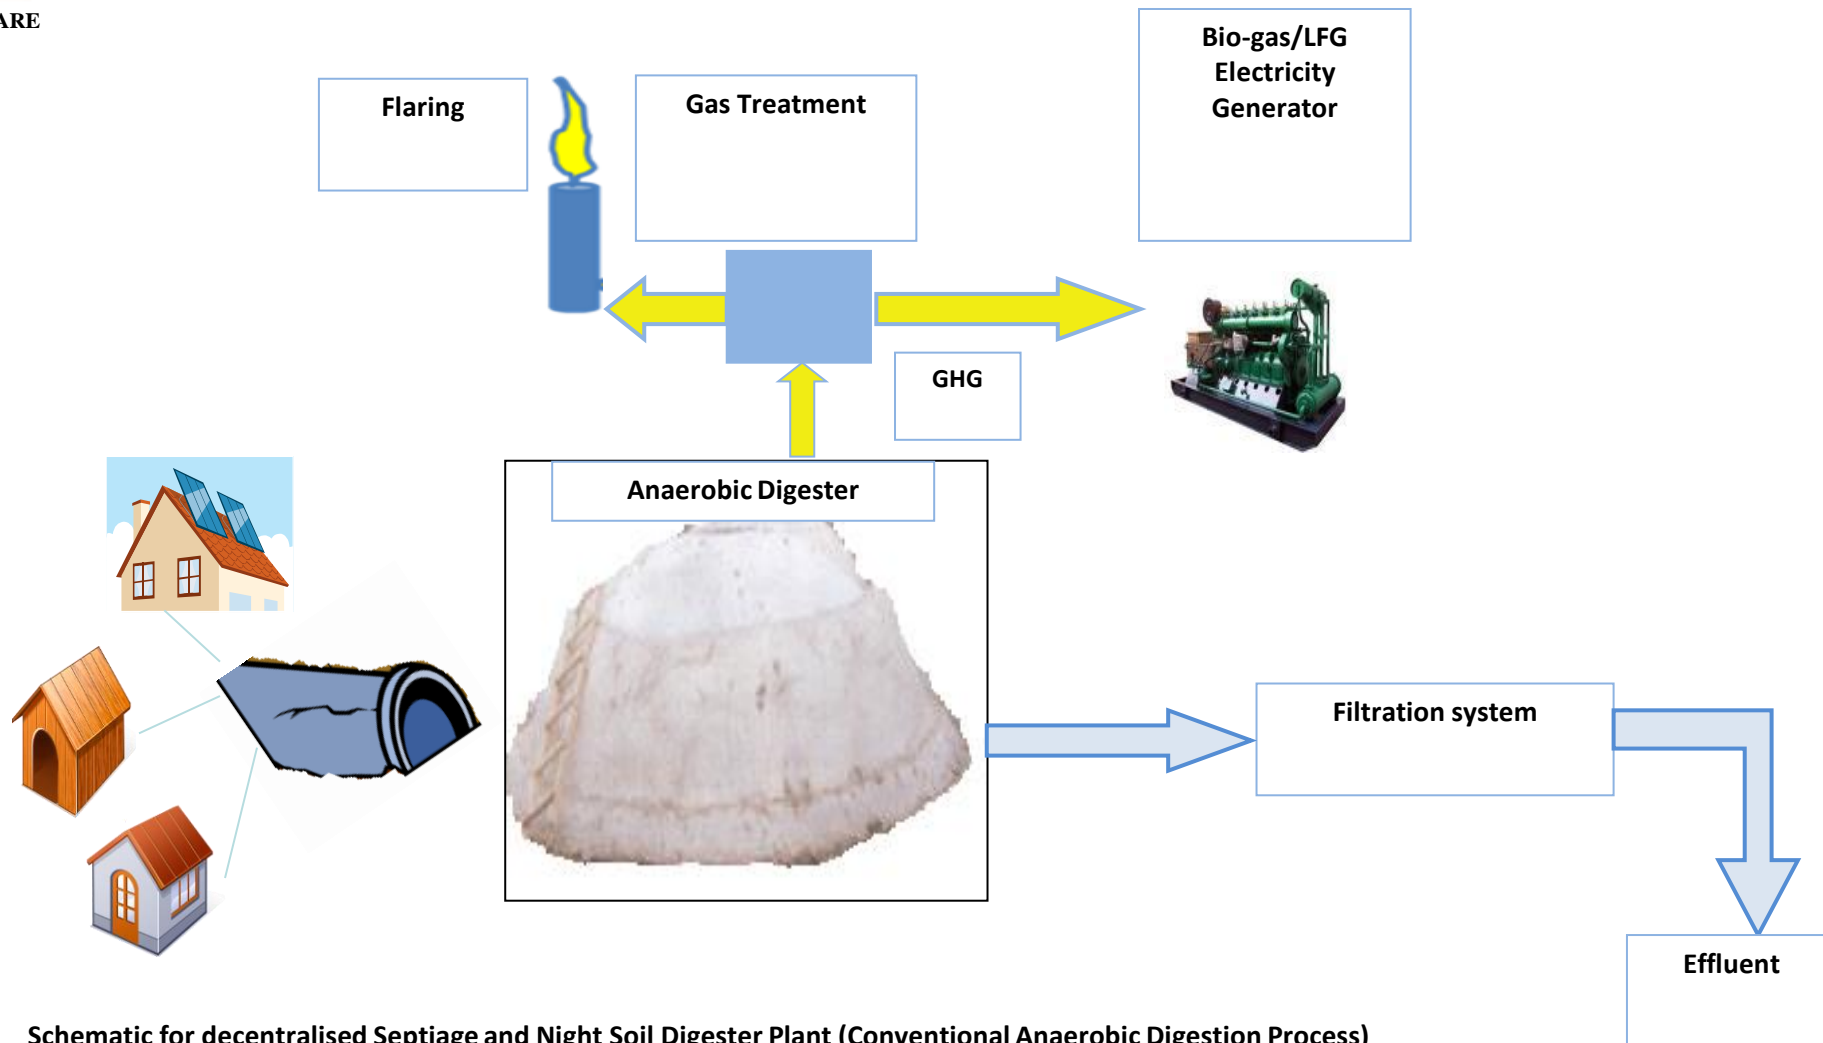 ARE
Flaring
Gas Treatment
Bio-gas/LFG
Electricity
Generator
GHG
Anaerobic Digester
Filtration system
Effluent
Schematic for decentralised Septiage and Night Soil Digester Plant (Conventional Anaerobic Digestion Process)